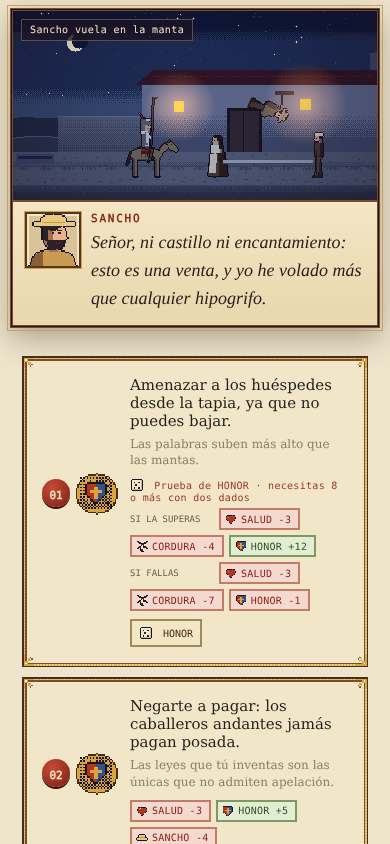 Sancho vuela en la manta
SANCHO
Señor, ni castillo ni encantamiento:
esto es una venta, y yo he volado más
que cualquier hipogrifo.
01
Amenazar a los huéspedes
desde la tapia, ya que no
puedes bajar.
Las palabras suben más alto que
las mantas.
Prueba de HONOR · necesitas 8
o más con dos dados
SI LA SUPERAS SALUD -3
CORDURA -4 HONOR +12
SI FALLAS SALUD -3
CORDURA -7 HONOR -1
HONOR
02
Negarte a pagar: los
caballeros andantes jamás
pagan posada.
Las leyes que tú inventas son las
únicas que no admiten apelación.
SALUD -3 HONOR +5
SANCHO -4